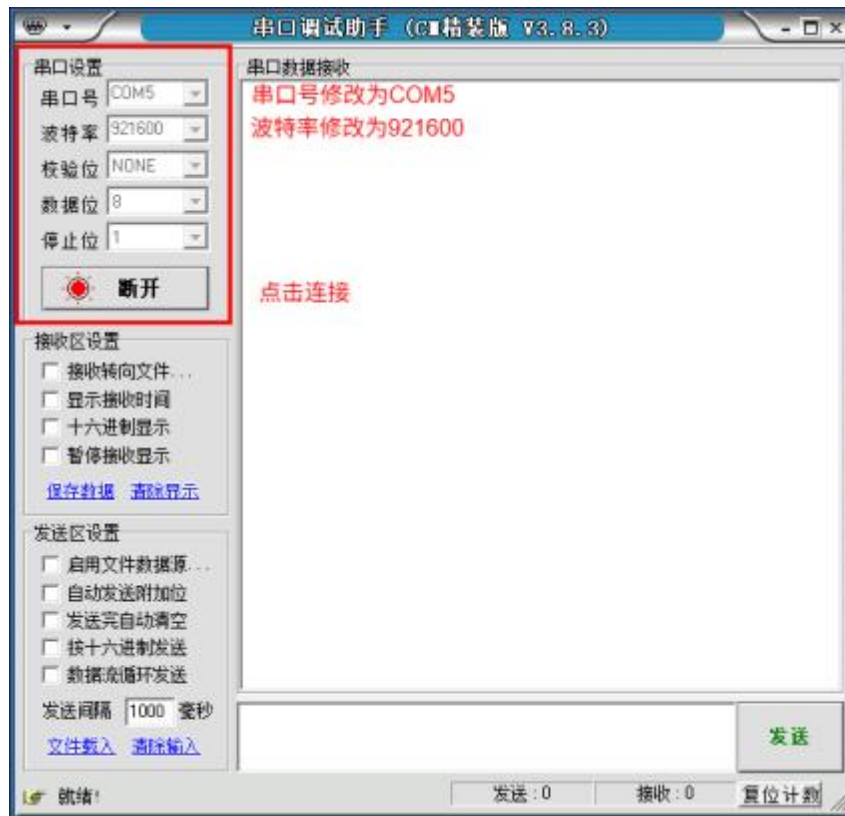 串口调试助手 (CM精装版 V3.8.3)
串口设置
串口号 COM5
波特率 921600
校验位 NONE
数据位 8
停止位 1
断开
接收区设置
接收转向文件...
显示接收时间
十六进制显示
暂停接收显示
保存数据 清除显示
发送区设置
启用文件数据源...
自动发送附加位
发送完自动清空
按十六进制发送
数据流循环发送
发送间隔 1000 毫秒
文件载入 清除输入
串口数据接收
串口号修改为COM5
波特率修改为921600
点击连接
发送
就绪!
发送:0
接收:0
复位计数